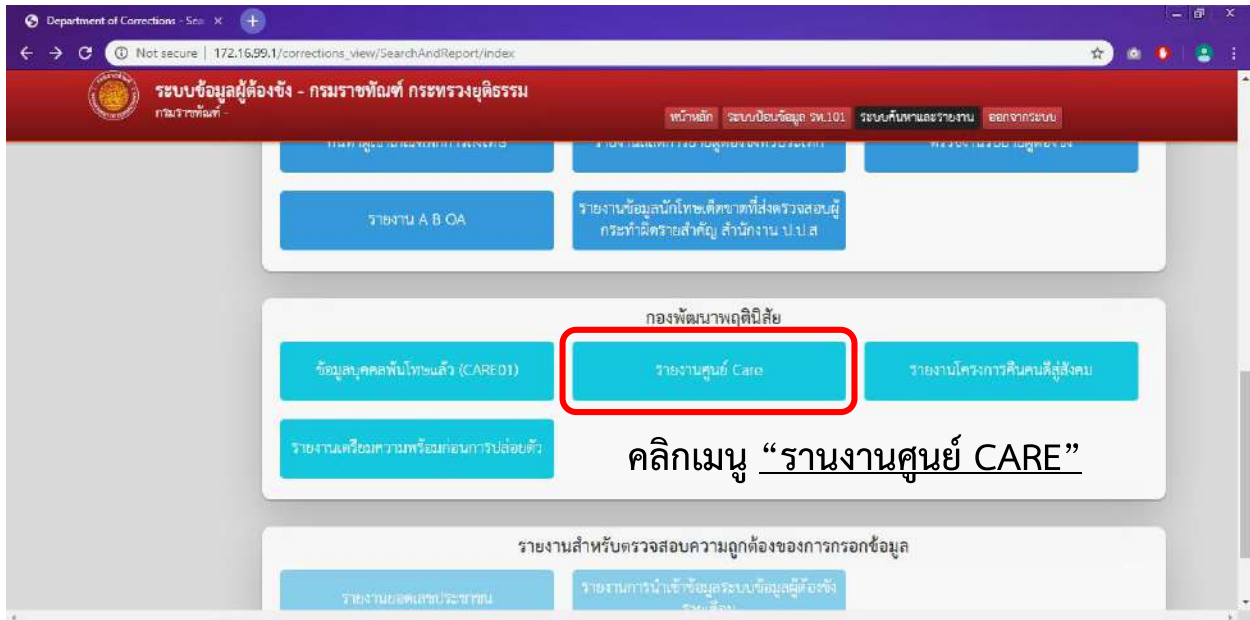 Department of Corrections - Sea
Not secure | 172.16.99.1/corrections_view/SearchAndReport/index
ระบบข้อมูลผู้ต้องขัง - กรมราชทัณฑ์ กระทรวงยุติธรรม
กรมราชทัณฑ์ -
หน้าหลัก ระบบป้อนข้อมูล รท.101 ระบบค้นหาและรายงาน ออกจากระบบ
รายงาน A B OA
รายงานข้อมูลนักโทษเด็ดขาดที่ส่งตรวจสอบผู้
กระทำผิดรายสำคัญ สำนักงาน ป.ป.ส
กองพัฒนาพฤตินิสัย
ข้อมูลบุคคลพ้นโทษแล้ว (CARE01)
รายงานศูนย์ Care
รายงานโครงการคืนคนดีสู่สังคม
รายงานเตรียมความพร้อมก่อนการปล่อยตัว
คลิกเมนู “รานงานศูนย์ CARE”
รายงานสำหรับตรวจสอบความถูกต้องของการกรอกข้อมูล
รายงานยอดเลขประชาชน
รายงานการนำเข้าข้อมูลระบบข้อมูลผู้ต้องขัง
รายเดือน